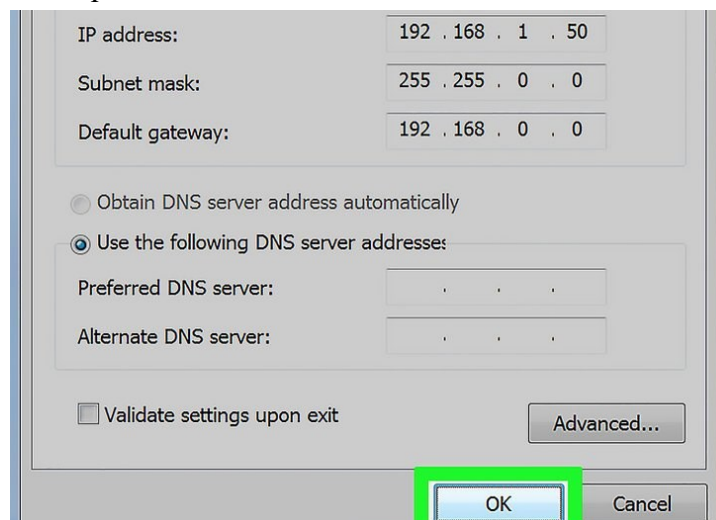 IP address: 192 . 168 . 1 . 50
Subnet mask: 255 . 255 . 0 . 0
Default gateway: 192 . 168 . 0 . 0
Obtain DNS server address automatically
Use the following DNS server addresses
Preferred DNS server: . . .
Alternate DNS server: . . .
Validate settings upon exit
Advanced...
OK Cancel